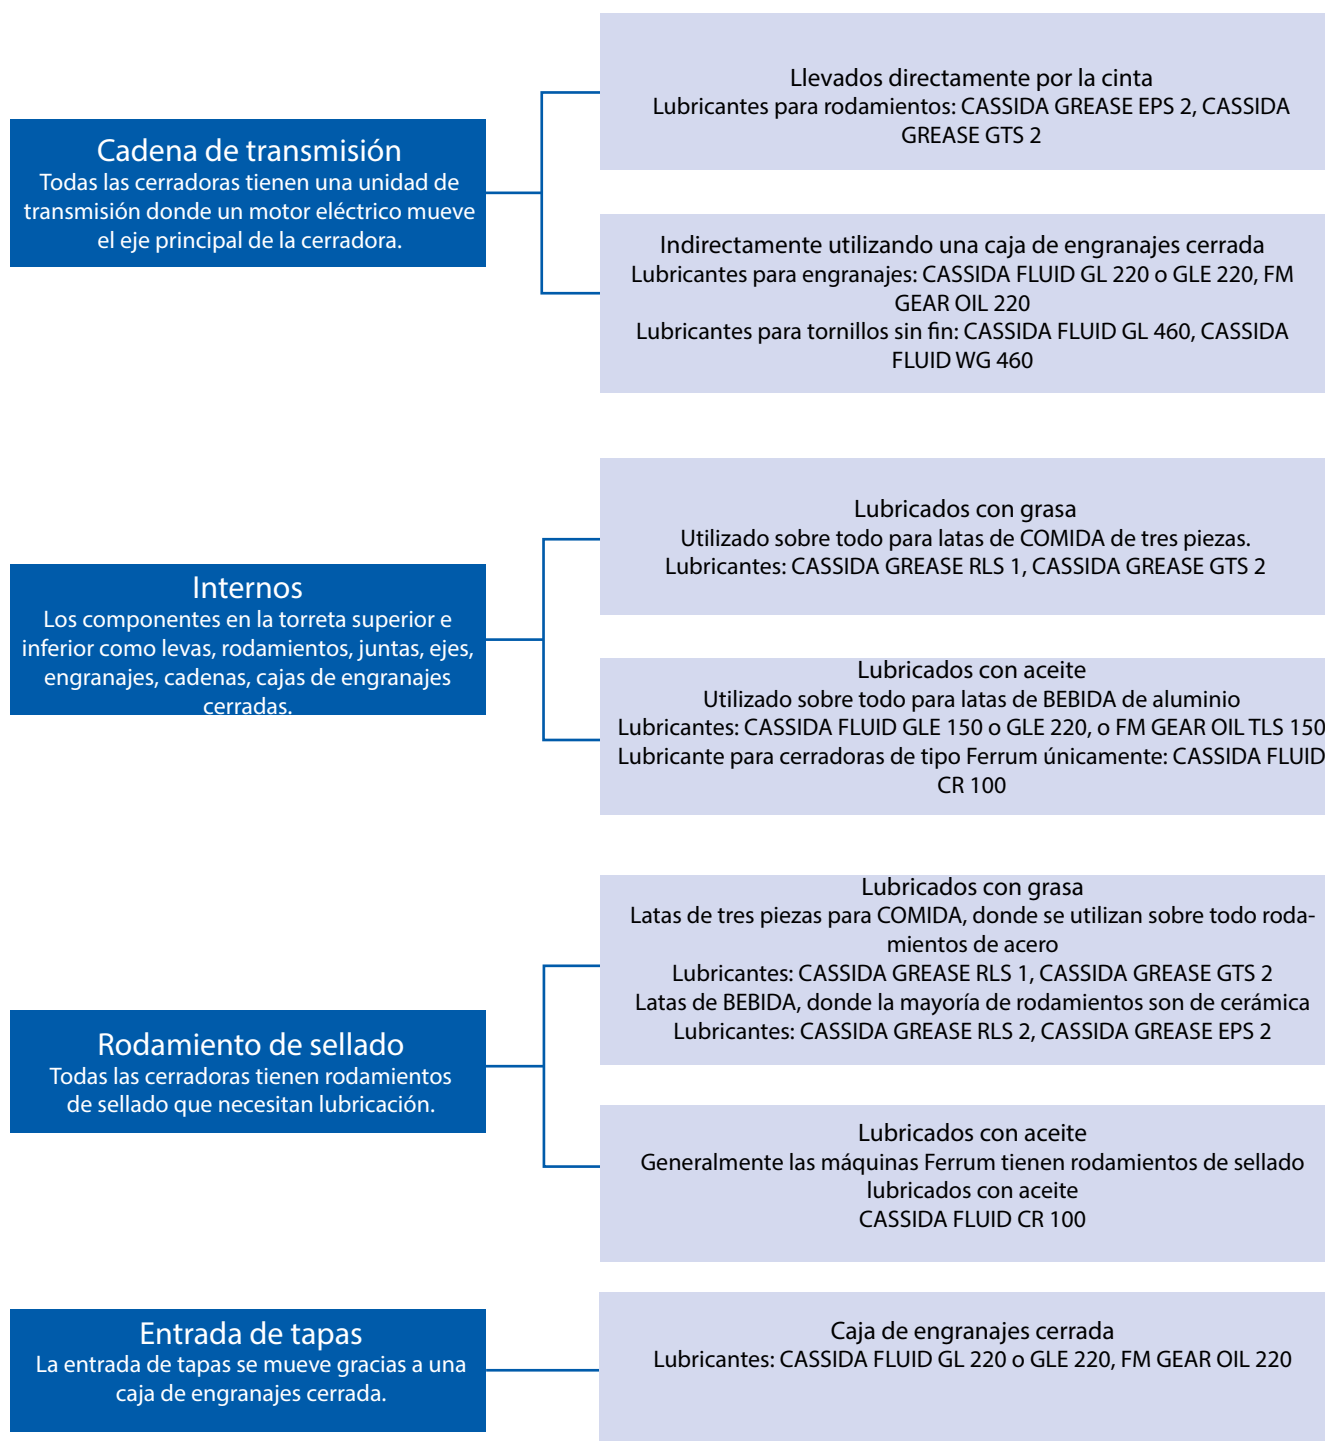 Cadena de transmisión
Todas las cerradoras tienen una unidad de
transmisión donde un motor eléctrico mueve
el eje principal de la cerradora.
Llevados directamente por la cinta
Lubricantes para rodamientos: CASSIDA GREASE EPS 2, CASSIDA
GREASE GTS 2
Indirectamente utilizando una caja de engranajes cerrada
Lubricantes para engranajes: CASSIDA FLUID GL 220 o GLE 220, FM
GEAR OIL 220
Lubricantes para tornillos sin fin: CASSIDA FLUID GL 460, CASSIDA
FLUID WG 460
Internos
Los componentes en la torreta superior e
inferior como levas, rodamientos, juntas, ejes,
engranajes, cadenas, cajas de engranajes
cerradas.
Lubricados con grasa
Utilizado sobre todo para latas de COMIDA de tres piezas.
Lubricantes: CASSIDA GREASE RLS 1, CASSIDA GREASE GTS 2
Lubricados con aceite
Utilizado sobre todo para latas de BEBIDA de aluminio
Lubricantes: CASSIDA FLUID GLE 150 o GLE 220, o FM GEAR OIL TLS 150
Lubricante para cerradoras de tipo Ferrum únicamente: CASSIDA FLUID
CR 100
Rodamiento de sellado
Todas las cerradoras tienen rodamientos
de sellado que necesitan lubricación.
Lubricados con grasa
Latas de tres piezas para COMIDA, donde se utilizan sobre todo roda-
mientos de acero
Lubricantes: CASSIDA GREASE RLS 1, CASSIDA GREASE GTS 2
Latas de BEBIDA, donde la mayoría de rodamientos son de cerámica
Lubricantes: CASSIDA GREASE RLS 2, CASSIDA GREASE EPS 2
Lubricados con aceite
Generalmente las máquinas Ferrum tienen rodamientos de sellado
lubricados con aceite
CASSIDA FLUID CR 100
Entrada de tapas
La entrada de tapas se mueve gracias a una
caja de engranajes cerrada.
Caja de engranajes cerrada
Lubricantes: CASSIDA FLUID GL 220 o GLE 220, FM GEAR OIL 220